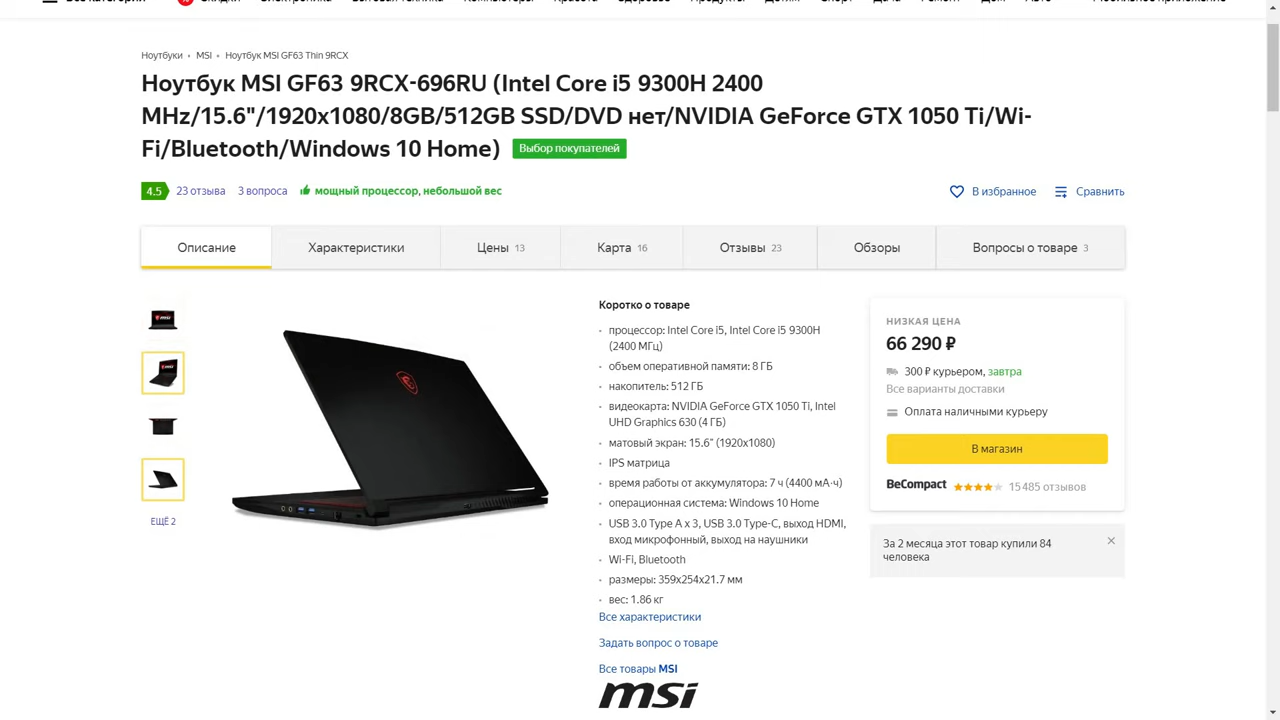 Ноутбуки • MSI • Ноутбук MSI GF63 Thin 9RCX
Ноутбук MSI GF63 9RCX-696RU (Intel Core i5 9300H 2400
MHz/15.6"/1920x1080/8GB/512GB SSD/DVD нет/NVIDIA GeForce GTX 1050 Ti/Wi-
Fi/Bluetooth/Windows 10 Home) Выбор покупателей
4.5 23 отзыва 3 вопроса мощный процессор, небольшой вес
В избранное Сравнить
Описание Характеристики Цены 13 Карта 16 Отзывы 23 Обзоры Вопросы о товаре 3
ЕЩЁ 2
Коротко о товаре
процессор: Intel Core i5, Intel Core i5 9300H
(2400 МГц)
объем оперативной памяти: 8 ГБ
накопитель: 512 ГБ
видеокарта: NVIDIA GeForce GTX 1050 Ti, Intel
UHD Graphics 630 (4 ГБ)
матовый экран: 15.6" (1920x1080)
IPS матрица
время работы от аккумулятора: 7 ч (4400 мА·ч)
операционная система: Windows 10 Home
USB 3.0 Type A x 3, USB 3.0 Type-C, выход HDMI,
вход микрофонный, выход на наушники
Wi-Fi, Bluetooth
размеры: 359x254x21.7 мм
вес: 1.86 кг
Все характеристики
Задать вопрос о товаре
Все товары MSI
msi
НИЗКАЯ ЦЕНА
66 290 ₽
300 ₽ курьером, завтра
Все варианты доставки
Оплата наличными курьеру
В магазин
BeCompact 15 485 отзывов
За 2 месяца этот товар купили 84
человека